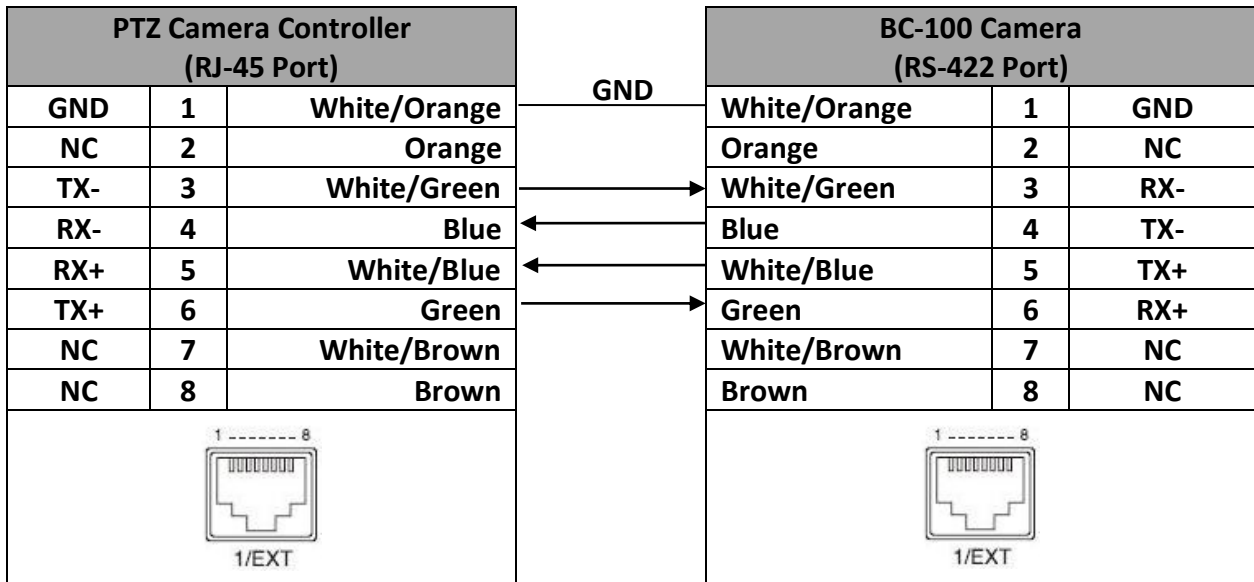 PTZ Camera Controller
(RJ-45 Port)
GND 1 White/Orange
NC 2 Orange
TX- 3 White/Green
RX- 4 Blue
RX+ 5 White/Blue
TX+ 6 Green
NC 7 White/Brown
NC 8 Brown
1 ------- 8
1/EXT
GND
BC-100 Camera
(RS-422 Port)
White/Orange 1 GND
Orange 2 NC
White/Green 3 RX-
Blue 4 TX-
White/Blue 5 TX+
Green 6 RX+
White/Brown 7 NC
Brown 8 NC
1 ------- 8
1/EXT